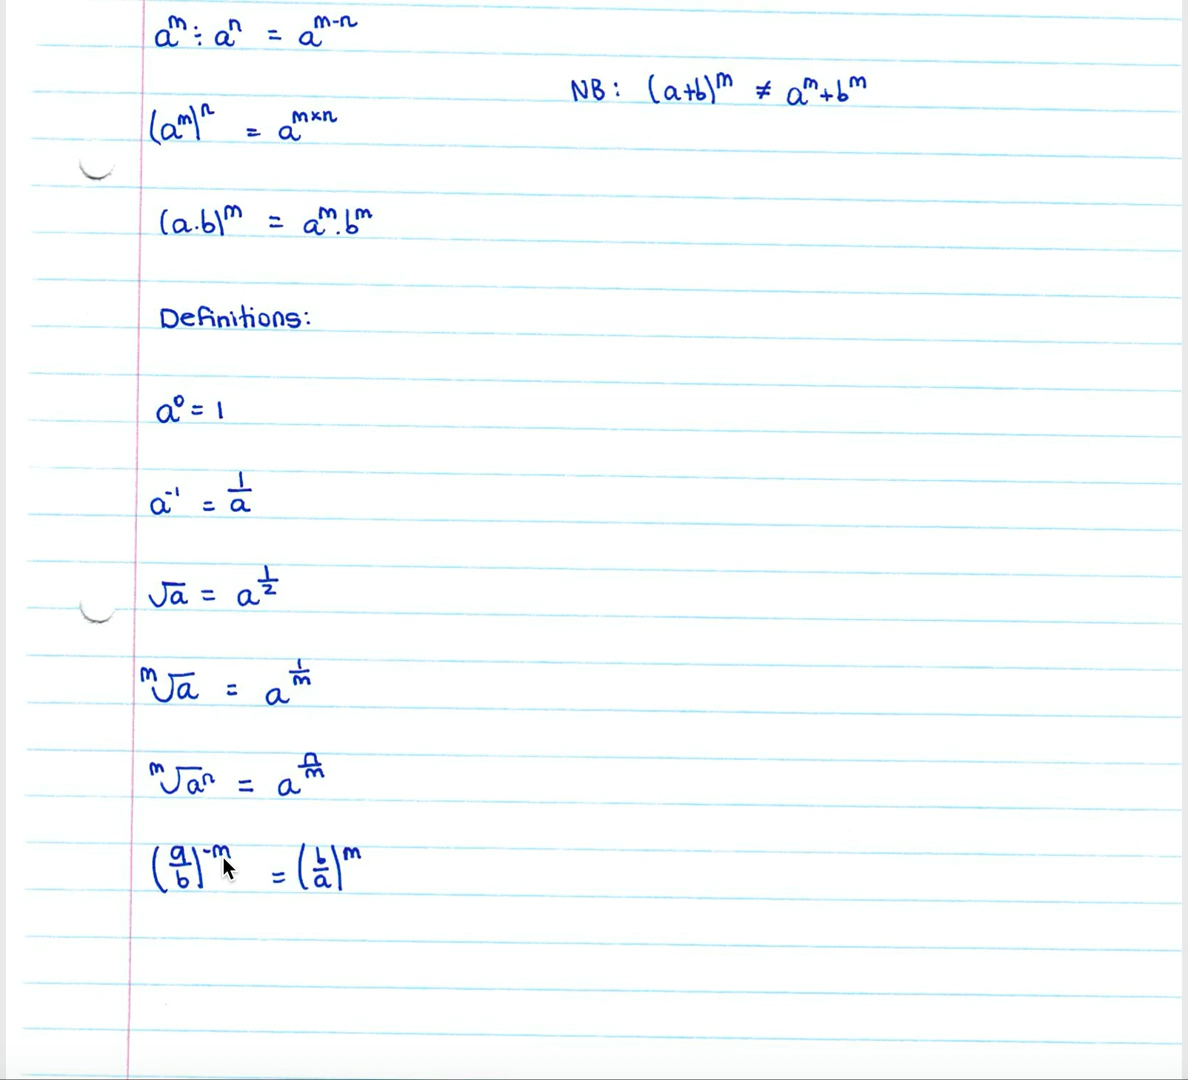 aᵐ ÷ aⁿ = aᵐ⁻ⁿ
NB: (a+b)ᵐ ≠ aᵐ+bᵐ
(aᵐ)ⁿ = aᵐˣⁿ
(a.b)ᵐ = aᵐ.bᵐ
Definitions:
a⁰ = 1
a⁻¹ = 1/a
√a = a^(1/2)
ᵐ√a = a^(1/m)
ᵐ√aⁿ = a^(n/m)
(a/b)⁻ᵐ = (b/a)ᵐ